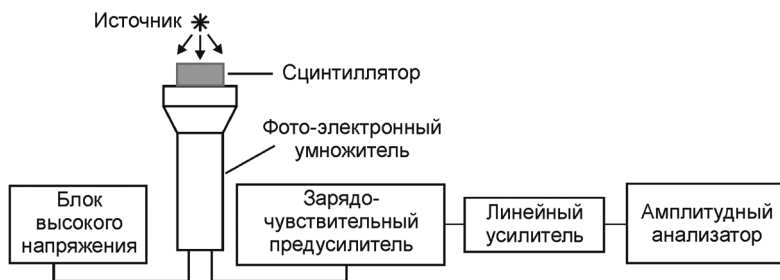 Источник
Сцинтиллятор
Фото-электронный
умножитель
Блок
высокого
напряжения
Зарядо-
чувствительный
предусилитель
Линейный
усилитель
Амплитудный
анализатор